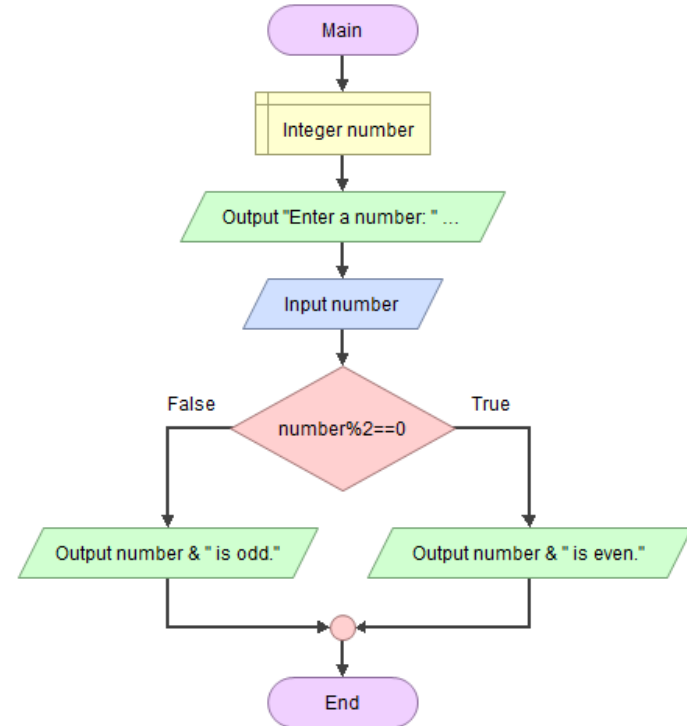 Main
Integer number
Output "Enter a number: " ...
Input number
False
True
number%2==0
Output number & " is odd."
Output number & " is even."
End